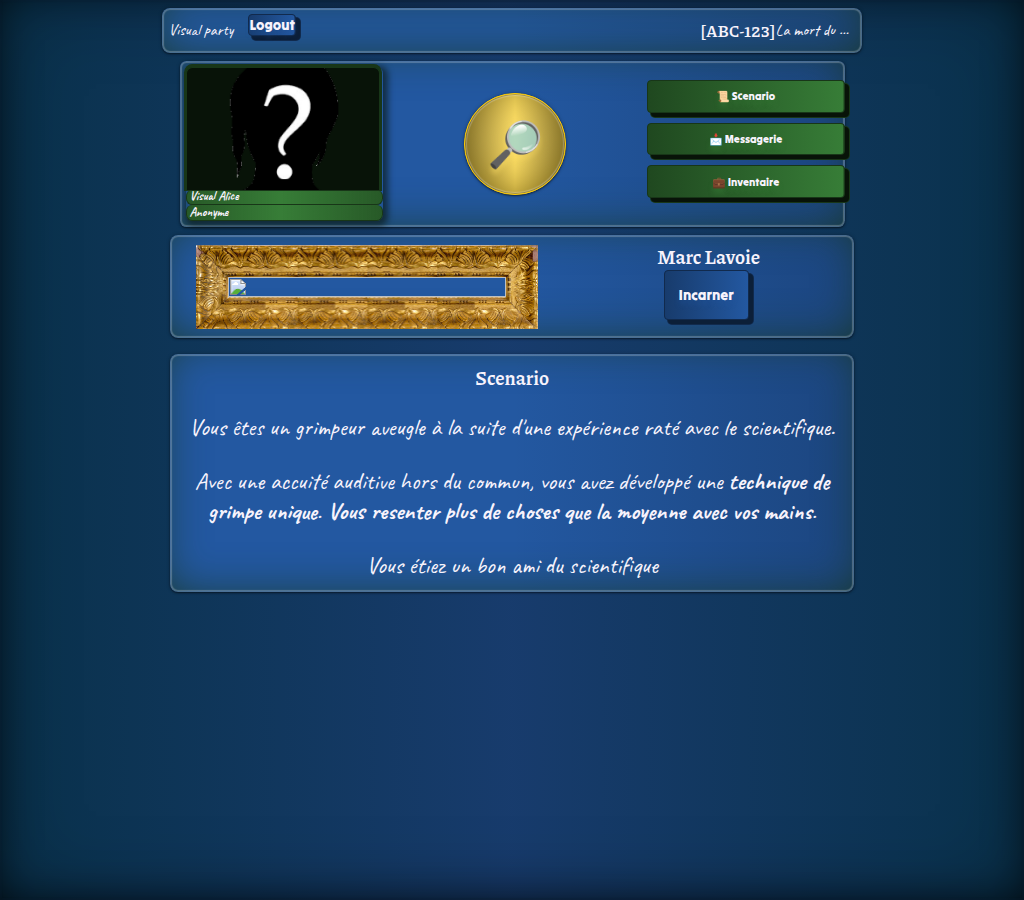 Visual party
Logout
[ABC-123] La mort du ...
?
Visual Alice
Anonyme
Scenario
Messagerie
Inventaire
Marc Lavoie
Incarner
Scenario
Vous êtes un grimpeur aveugle à la suite d'une expérience raté avec le scientifique.
Avec une accuité auditive hors du commun, vous avez développé une technique de
grimpe unique. Vous resenter plus de choses que la moyenne avec vos mains.
Vous étiez un bon ami du scientifique